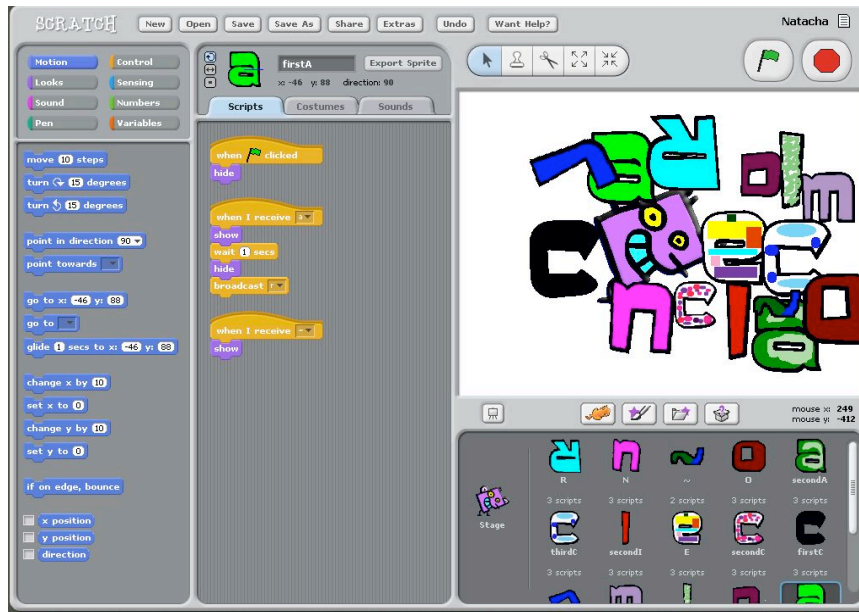 SCRATCH New Open Save Save As Share Extras Undo Want Help? Natacha
Motion Control
Looks Sensing
Sound Numbers
Pen Variables
firstA Export Sprite
x: -46 y: 88 direction: 90
Scripts Costumes Sounds
move 10 steps
turn 15 degrees
turn 15 degrees
point in direction 90
point towards
go to x: -46 y: 88
go to
glide 1 secs to x: -46 y: 88
change x by 10
set x to 0
change y by 10
set y to 0
if on edge, bounce
x position
y position
direction
when clicked
hide
when I receive a
show
wait 1 secs
hide
broadcast r
when I receive ~
show
mouse x: 249
mouse y: -412
Stage
R N ~ O secondA
3 scripts 3 scripts 2 scripts 3 scripts 3 scripts
thirdC secondI E secondC firstC
3 scripts 3 scripts 3 scripts 3 scripts 3 scripts